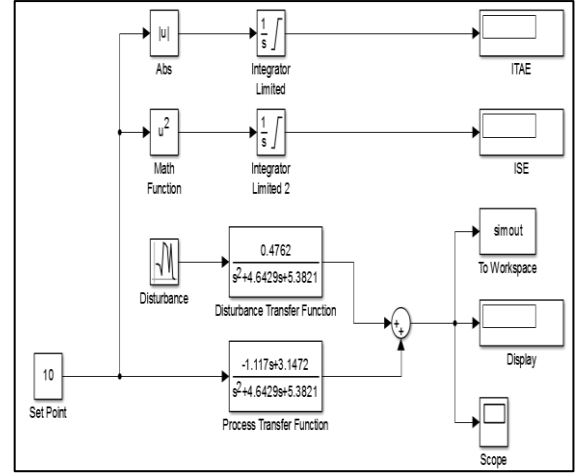 |u|
Abs
1
s
Integrator
Limited
ITAE
u2
Math
Function
1
s
Integrator
Limited 2
ISE
Disturbance
0.4762
s2+4.6429s+5.3821
Disturbance Transfer Function
simout
To Workspace
+
+
Display
10
Set Point
-1.117s+3.1472
s2+4.6429s+5.3821
Process Transfer Function
Scope